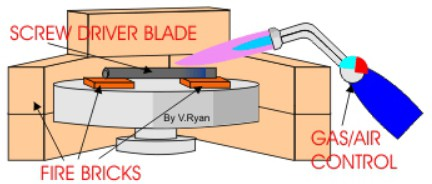 SCREW DRIVER BLADE
By V.Ryan
GAS/AIR
CONTROL
FIRE BRICKS